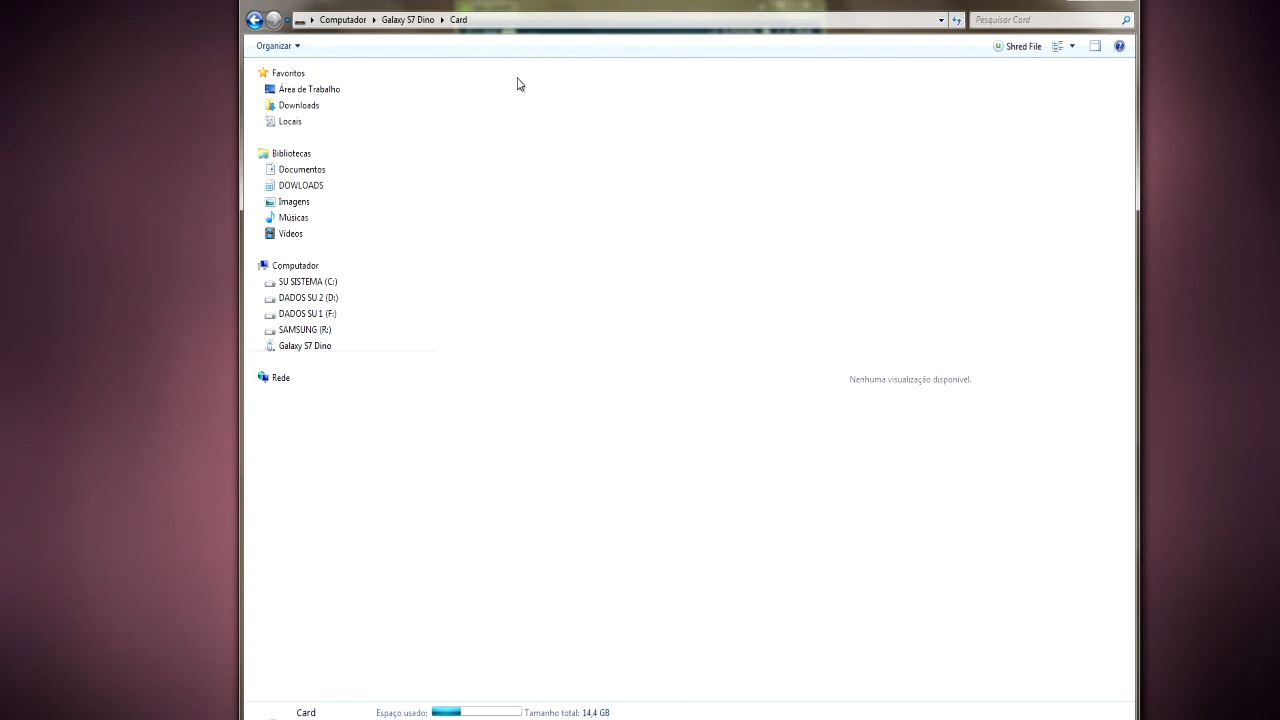 Computador Galaxy S7 Dino Card Pesquisar Card
Organizar Shred File
Favoritos
Área de Trabalho
Downloads
Locais
Bibliotecas
Documentos
DOWLOADS
Imagens
Músicas
Vídeos
Computador
SU SISTEMA (C:)
DADOS SU 2 (D:)
DADOS SU 1 (F:)
SAMSUNG (R:)
Galaxy S7 Dino
Rede
Nenhuma visualização disponível.
Card Espaço usado: Tamanho total: 14,4 GB